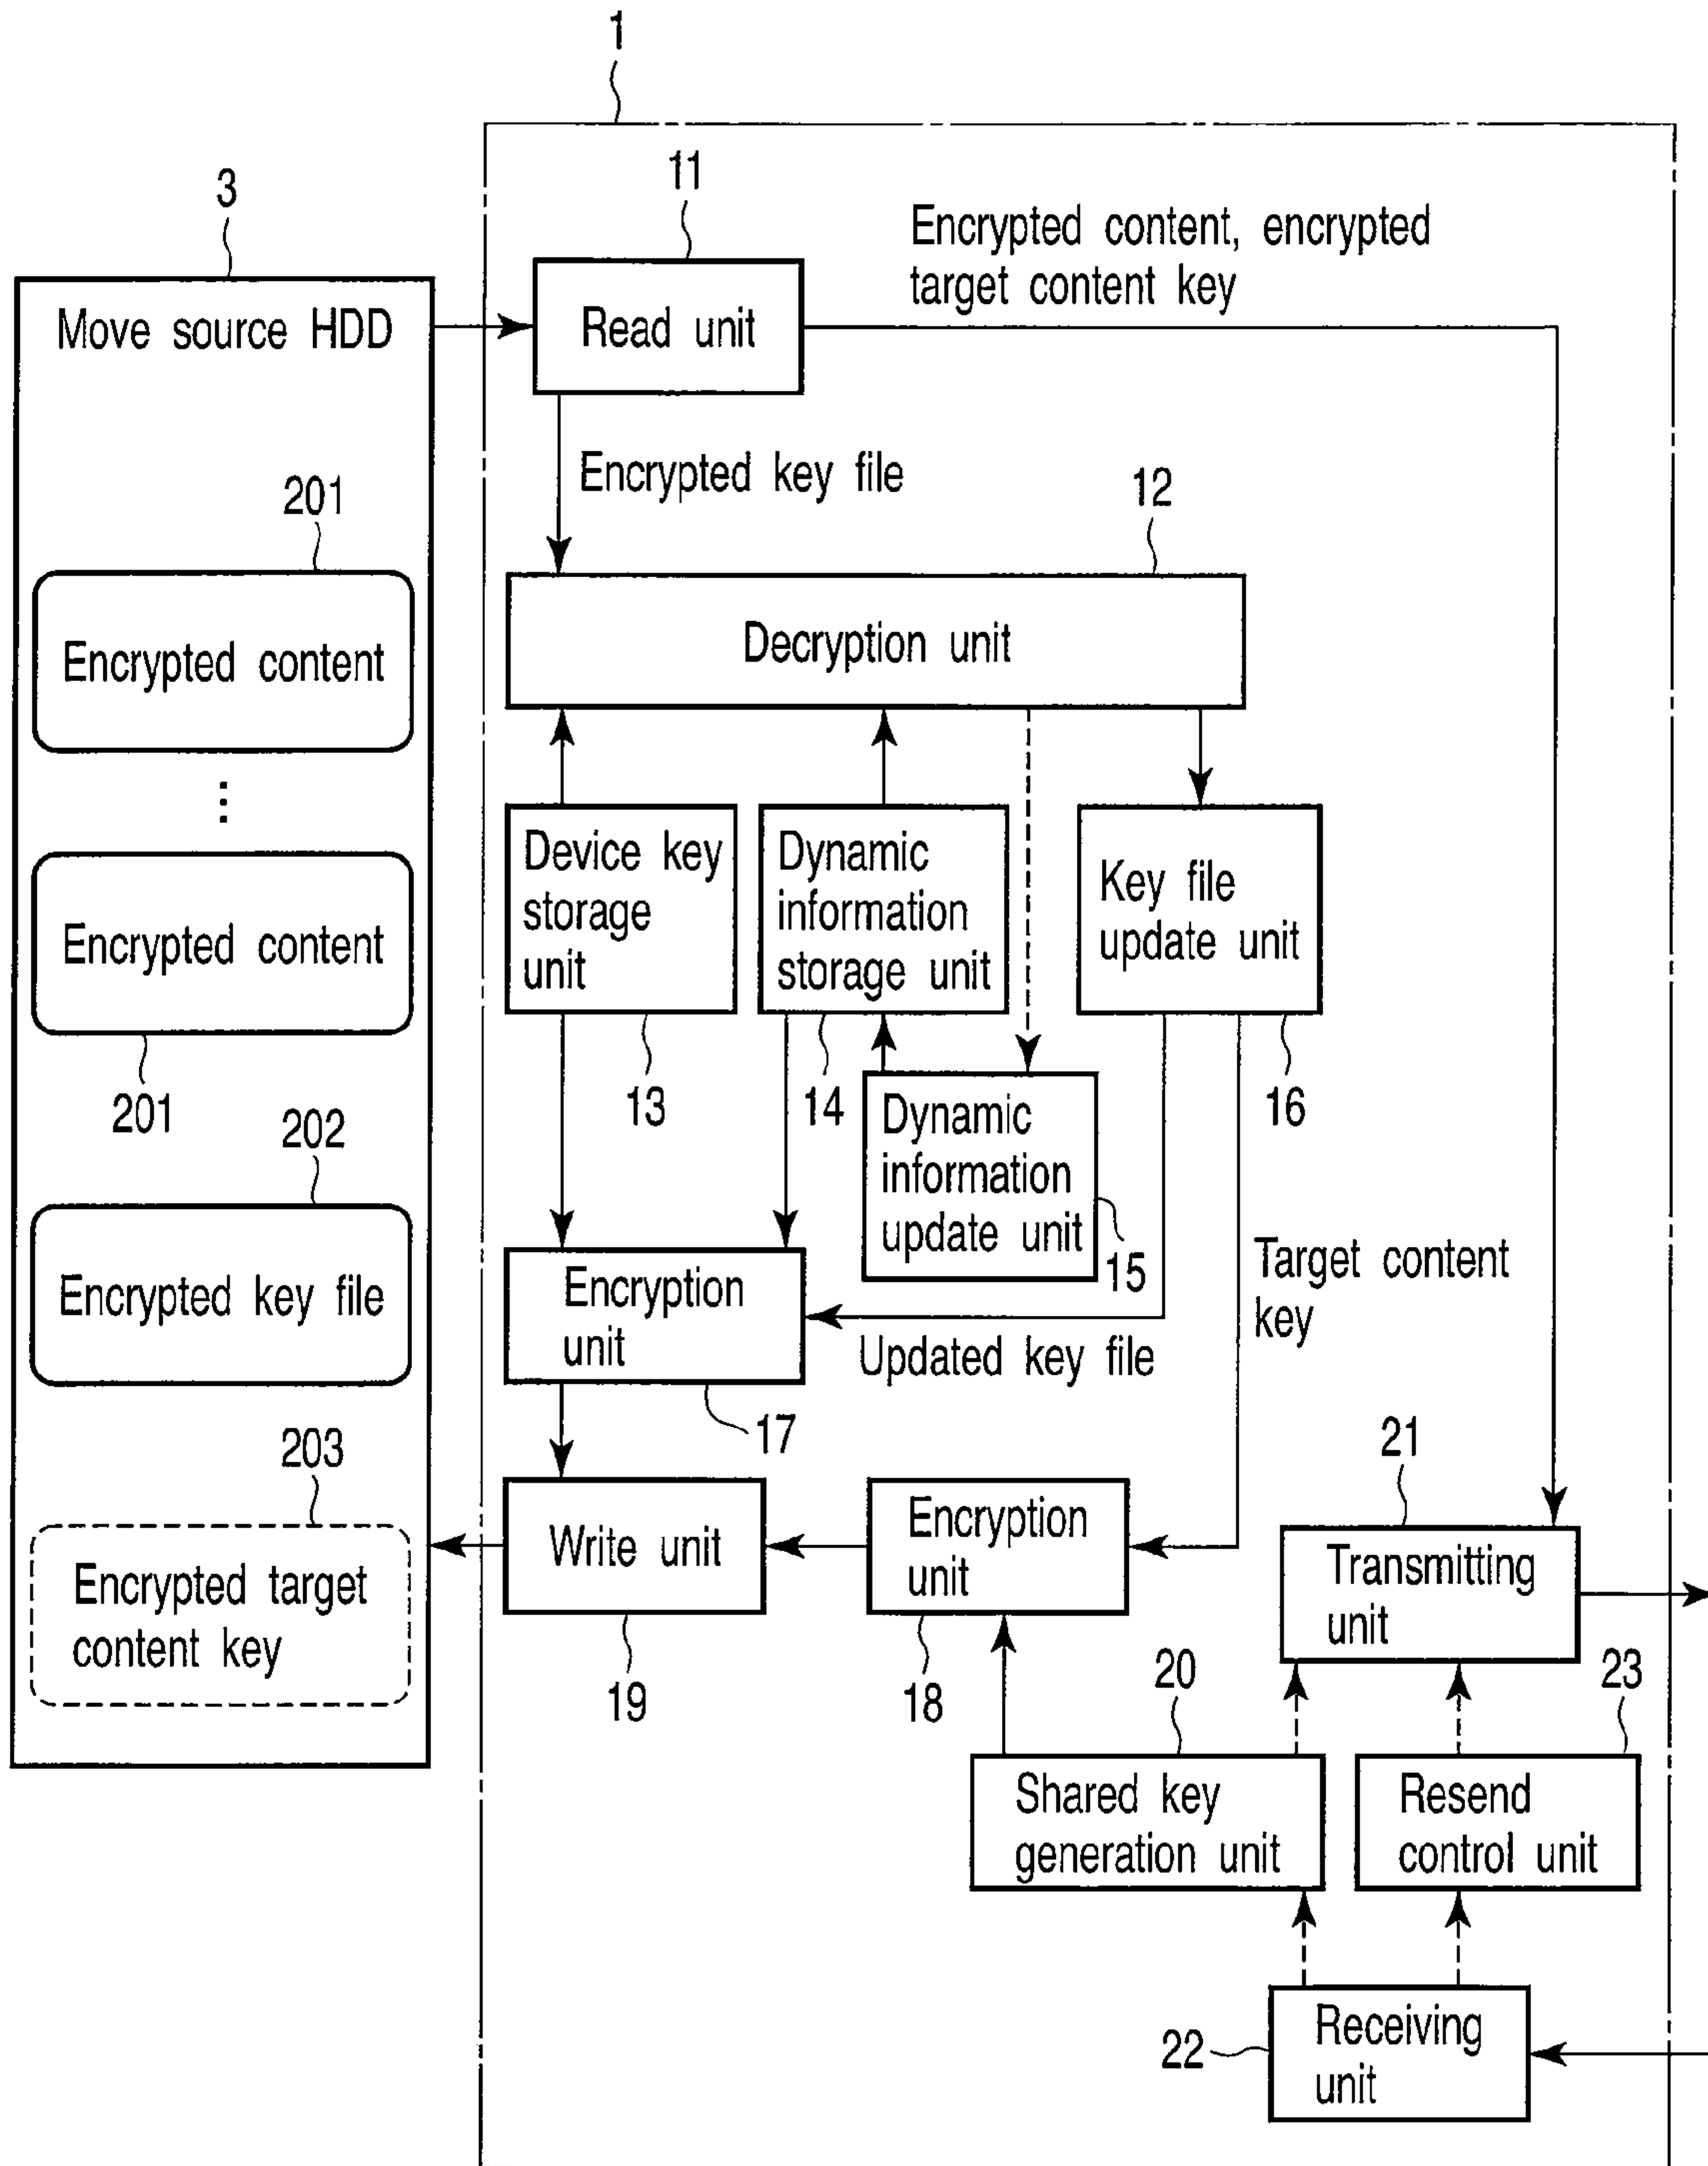 1
3
11
Encrypted content, encrypted
target content key
Move source HDD
Read unit
Encrypted key file
12
201
Encrypted content
Decryption unit
⋮
Encrypted content
201
Device key
storage
unit
Dynamic
information
storage unit
Key file
update unit
13
14
16
202
Encrypted key file
Dynamic
information
update unit
15
Target content
key
Encryption
unit
Updated key file
17
203
Encrypted target
content key
21
Write unit
Encryption
unit
Transmitting
unit
19
18
20
23
Shared key
generation unit
Resend
control unit
22
Receiving
unit